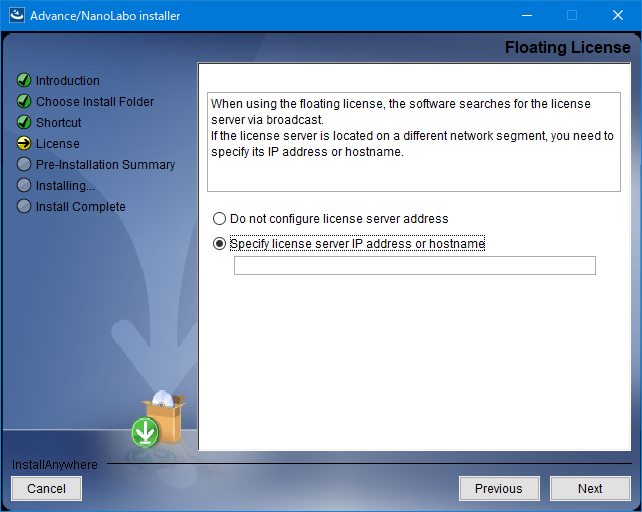 Advance/NanoLabo installer
Floating License
Introduction
Choose Install Folder
Shortcut
License
Pre-Installation Summary
Installing...
Install Complete
When using the floating license, the software searches for the license
server via broadcast.
If the license server is located on a different network segment, you need to
specify its IP address or hostname.
Do not configure license server address
Specify license server IP address or hostname
InstallAnywhere
Cancel
Previous
Next